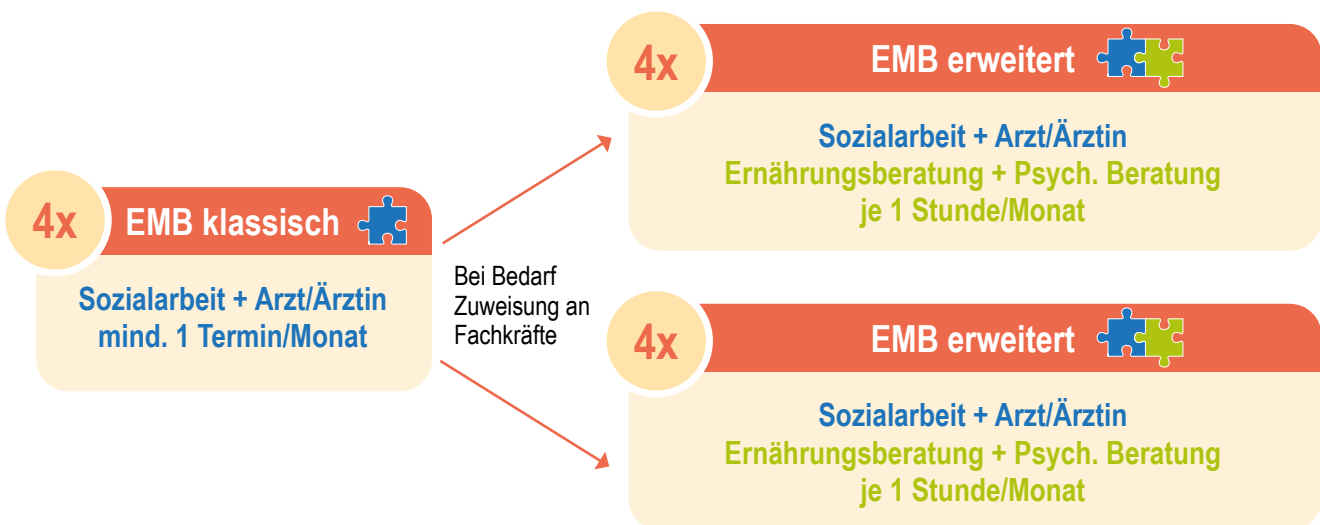 4x
EMB klassisch
Sozialarbeit + Arzt/Ärztin
mind. 1 Termin/Monat
Bei Bedarf
Zuweisung an
Fachkräfte
4x
EMB erweitert
Sozialarbeit + Arzt/Ärztin
Ernährungsberatung + Psych. Beratung
je 1 Stunde/Monat
4x
EMB erweitert
Sozialarbeit + Arzt/Ärztin
Ernährungsberatung + Psych. Beratung
je 1 Stunde/Monat